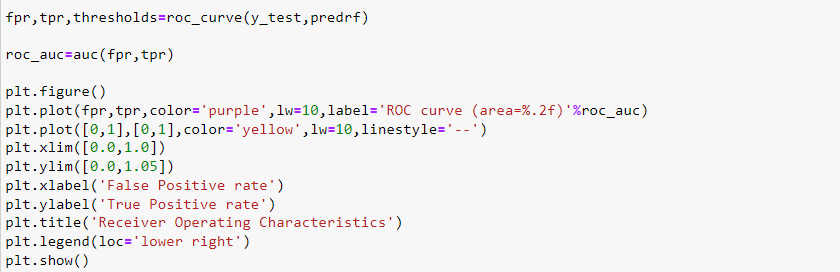 fpr,tpr,thresholds=roc_curve(y_test,predrf)
roc_auc=auc(fpr,tpr)
plt.figure()
plt.plot(fpr,tpr,color='purple',lw=10,label='ROC curve (area=%.2f)'%roc_auc)
plt.plot([0,1],[0,1],color='yellow',lw=10,linestyle='--')
plt.xlim([0.0,1.0])
plt.ylim([0.0,1.05])
plt.xlabel('False Positive rate')
plt.ylabel('True Positive rate')
plt.title('Receiver Operating Characteristics')
plt.legend(loc='lower right')
plt.show()